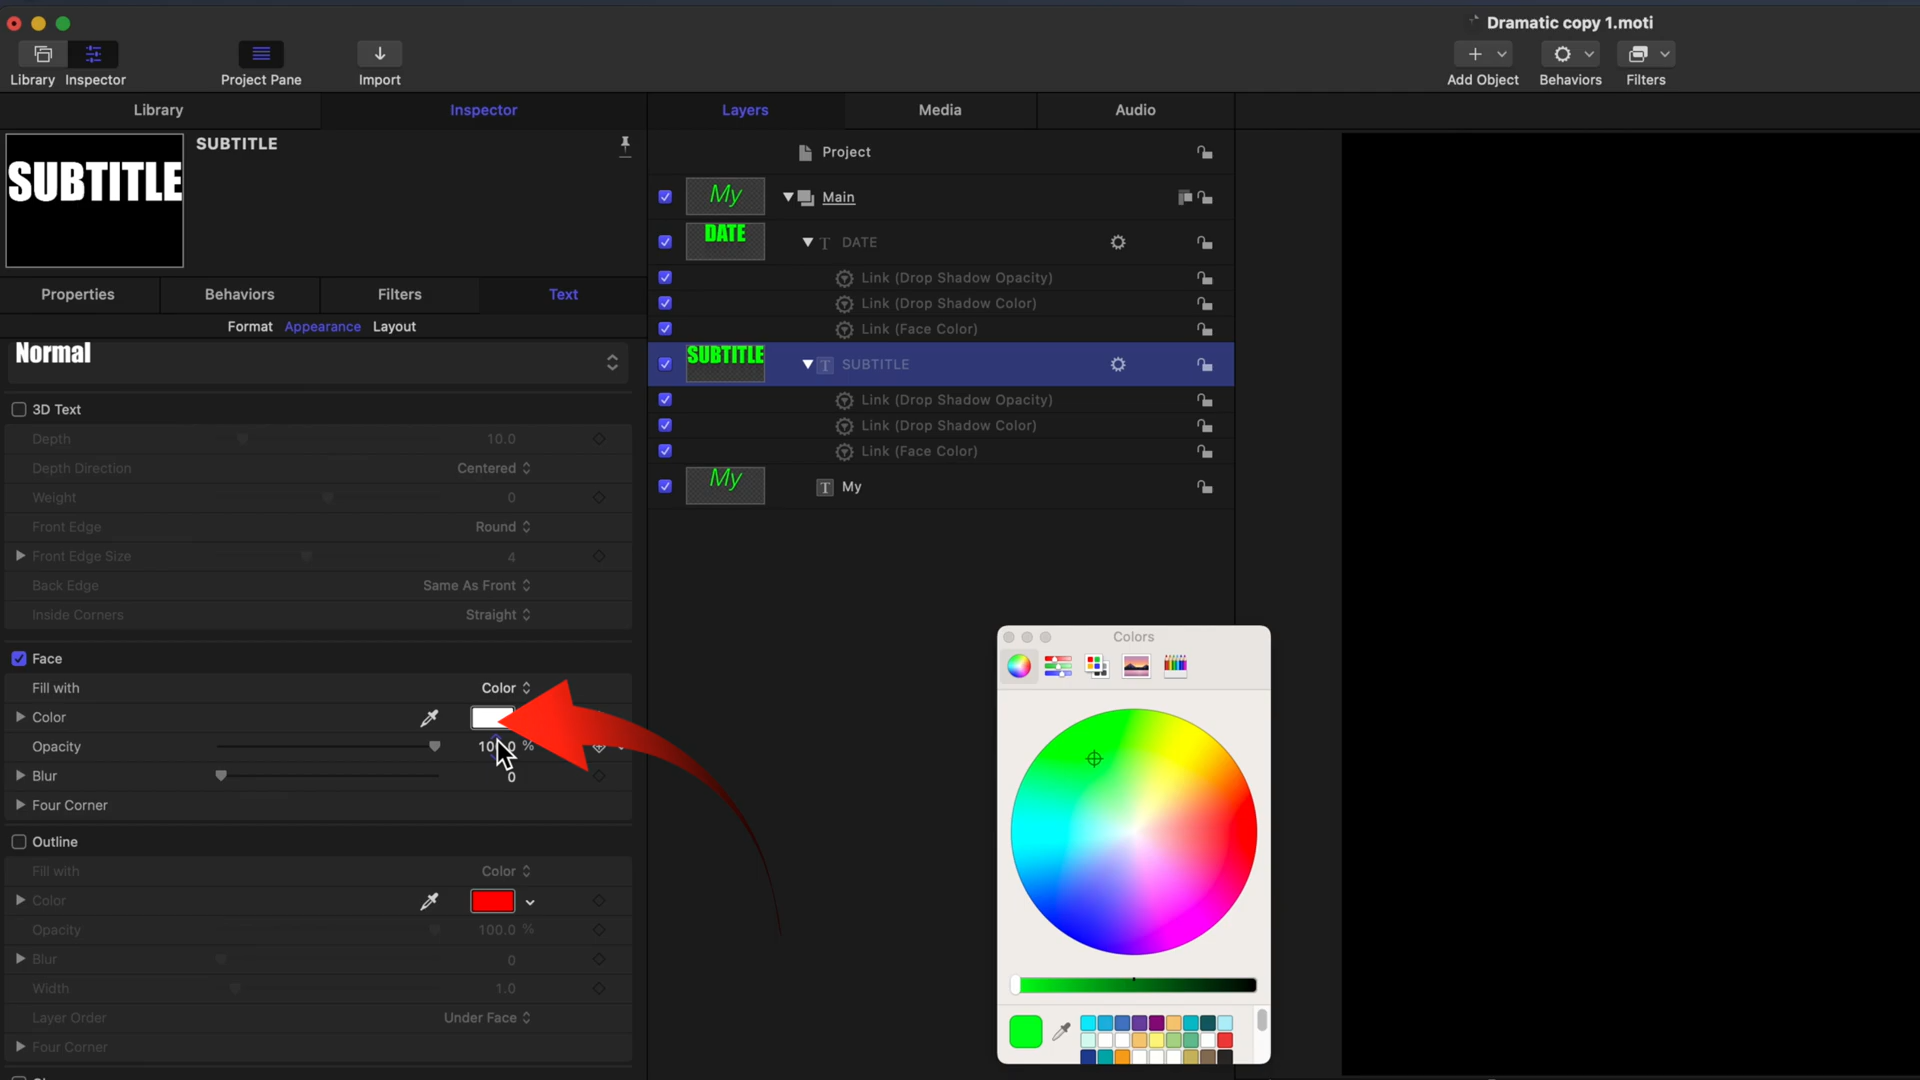 Dramatic copy 1.moti
Library
Inspector
Project Pane
Import
Add Object
Behaviors
Filters
Library
Inspector
Layers
Media
Audio
SUBTITLE
SUBTITLE
Project
My
Main
DATE
DATE
Link (Drop Shadow Opacity)
Link (Drop Shadow Color)
Link (Face Color)
SUBTITLE
SUBTITLE
Link (Drop Shadow Opacity)
Link (Drop Shadow Color)
Link (Face Color)
My
My
Properties
Behaviors
Filters
Text
Format
Appearance
Layout
Normal
3D Text
Depth 10.0
Depth Direction Centered
Weight 0
Front Edge Round
Front Edge Size 4
Back Edge Same As Front
Inside Corners Straight
Face
Fill with Color
Color
Opacity %
Blur 0
Four Corner
Outline
Fill with Color
Color
Opacity 100.0 %
Blur 0
Width 1.0
Layer Order Under Face
Four Corner
Colors